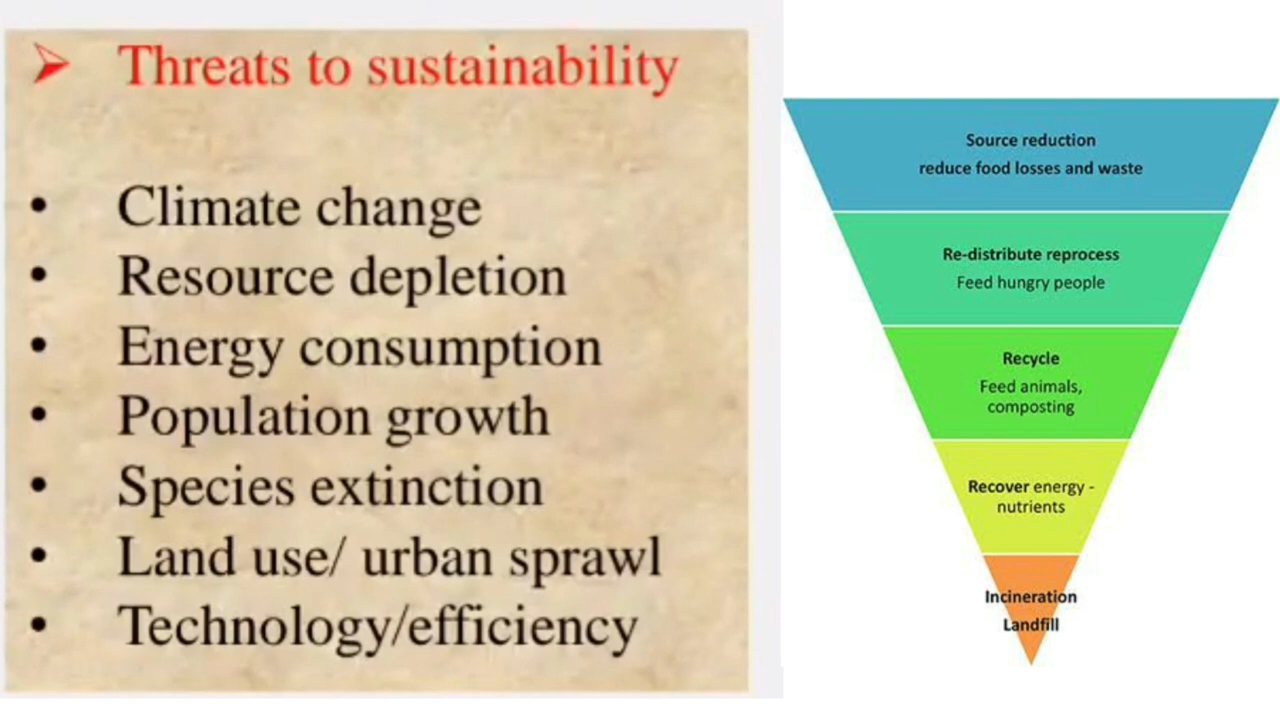 ➢ Threats to sustainability
• Climate change
• Resource depletion
• Energy consumption
• Population growth
• Species extinction
• Land use/ urban sprawl
• Technology/efficiency
Source reduction
reduce food losses and waste
Re-distribute reprocess
Feed hungry people
Recycle
Feed animals,
composting
Recover energy -
nutrients
Incineration
Landfill